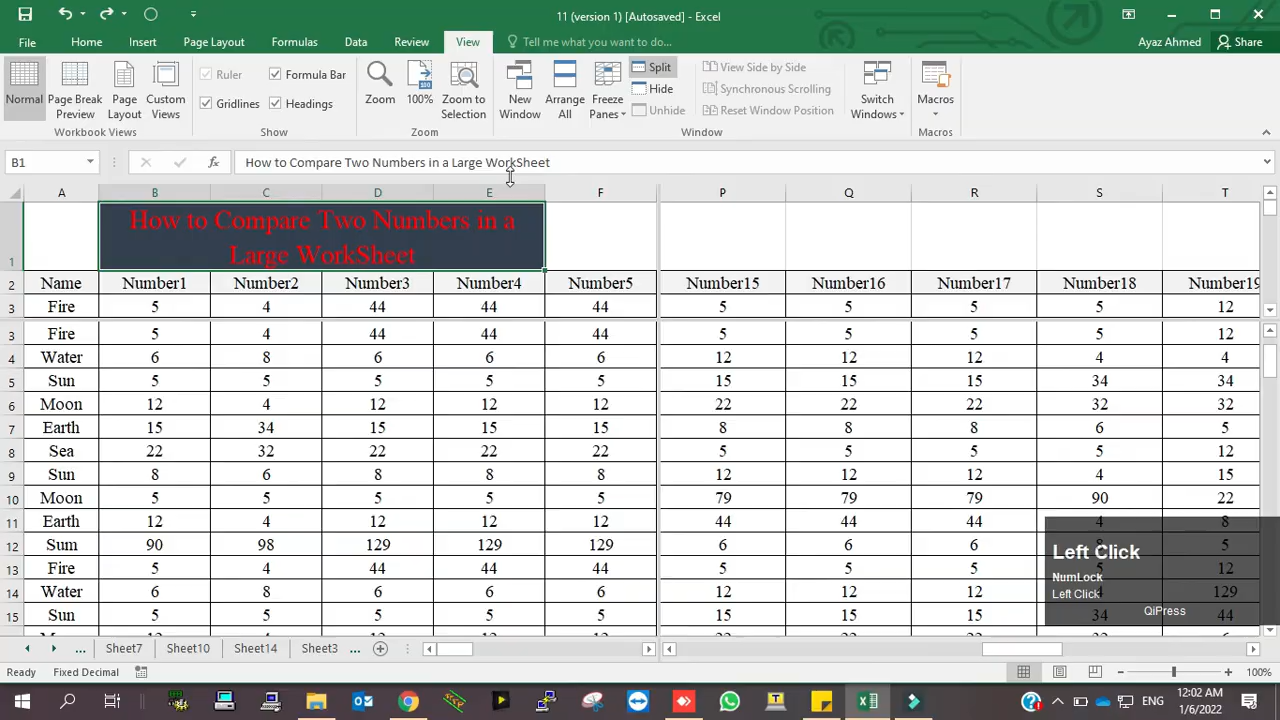 11 (version 1) [Autosaved] - Excel
File Home Insert Page Layout Formulas Data Review View Tell me what you want to do... Ayaz Ahmed Share
Normal
Page Break Preview
Page Layout
Custom Views
Workbook Views
Ruler
Formula Bar
Gridlines
Headings
Show
Zoom
100
100%
Zoom to Selection
Zoom
New Window
Arrange All
Freeze Panes
Split
Hide
Unhide
View Side by Side
Synchronous Scrolling
Reset Window Position
Window
Switch Windows
Macros
Macros
B1 fx How to Compare Two Numbers in a Large WorkSheet
A B C D E F P Q R S T
1 How to Compare Two Numbers in a
Large WorkSheet
2 Name Number1 Number2 Number3 Number4 Number5 Number15 Number16 Number17 Number18 Number19
3 Fire 5 4 44 44 44 5 5 5 5 12
3 Fire 5 4 44 44 44 5 5 5 5 12
4 Water 6 8 6 6 6 12 12 12 4 4
5 Sun 5 5 5 5 5 15 15 15 34 34
6 Moon 12 4 12 12 12 22 22 22 32 32
7 Earth 15 34 15 15 15 8 8 8 6 5
8 Sea 22 32 22 22 22 5 5 5 5 12
9 Sun 8 6 8 8 8 12 12 12 4 15
10 Moon 5 5 5 5 5 79 79 79 90 22
11 Earth 12 4 12 12 12 44 44 44 4 8
12 Sum 90 98 129 129 129 6 6 6 8 5
13 Fire 5 4 44 44 44 5 5 5 5 12
14 Water 6 8 6 6 6 12 12 12 4 129
15 Sun 5 5 5 5 5 15 15 15 34 44
Left Click
NumLock
Left Click
QiPress
... Sheet7 Sheet10 Sheet14 Sheet3 ...
Ready Fixed Decimal 100%
ENG
12:02 AM
1/6/2022